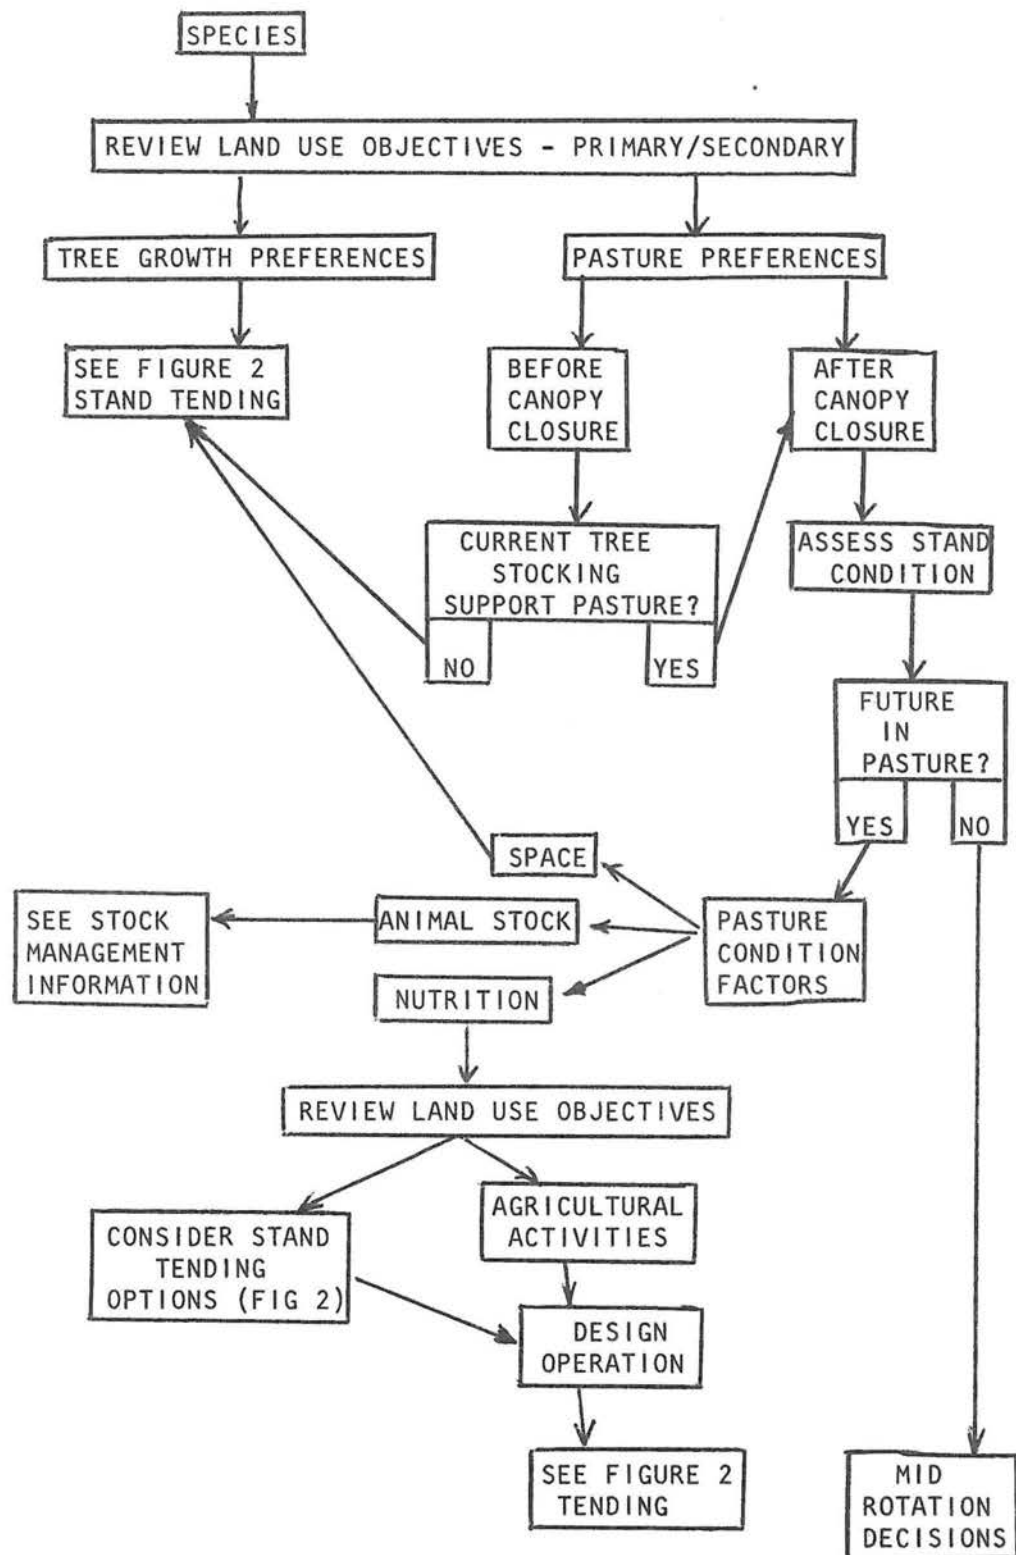 SPECIES
REVIEW LAND USE OBJECTIVES - PRIMARY/SECONDARY
TREE GROWTH PREFERENCES
PASTURE PREFERENCES
SEE FIGURE 2
STAND TENDING
BEFORE
CANOPY
CLOSURE
AFTER
CANOPY
CLOSURE
CURRENT TREE
STOCKING
SUPPORT PASTURE?
NO
YES
ASSESS STAND
CONDITION
FUTURE
IN
PASTURE?
YES
NO
SPACE
ANIMAL STOCK
NUTRITION
PASTURE
CONDITION
FACTORS
SEE STOCK
MANAGEMENT
INFORMATION
REVIEW LAND USE OBJECTIVES
CONSIDER STAND
TENDING
OPTIONS (FIG 2)
AGRICULTURAL
ACTIVITIES
DESIGN
OPERATION
SEE FIGURE 2
TENDING
MID
ROTATION
DECISIONS